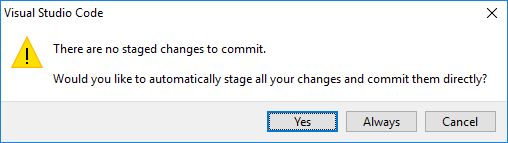 Visual Studio Code
There are no staged changes to commit.
Would you like to automatically stage all your changes and commit them directly?
Yes
Always
Cancel